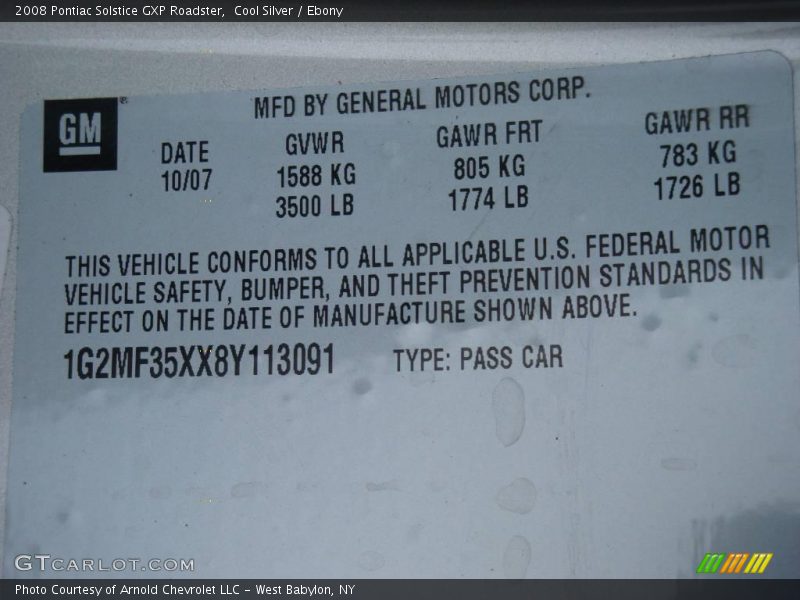 2008 Pontiac Solstice GXP Roadster,  Cool Silver / Ebony
MFD BY GENERAL MOTORS CORP.
GM®
DATE
10/07
GVWR
1588 KG
3500 LB
GAWR FRT
805 KG
1774 LB
GAWR RR
783 KG
1726 LB
THIS VEHICLE CONFORMS TO ALL APPLICABLE U.S. FEDERAL MOTOR
VEHICLE SAFETY, BUMPER, AND THEFT PREVENTION STANDARDS IN
EFFECT ON THE DATE OF MANUFACTURE SHOWN ABOVE.
1G2MF35XX8Y113091 TYPE: PASS CAR
GTCARLOT.COM
Photo Courtesy of Arnold Chevrolet LLC - West Babylon, NY